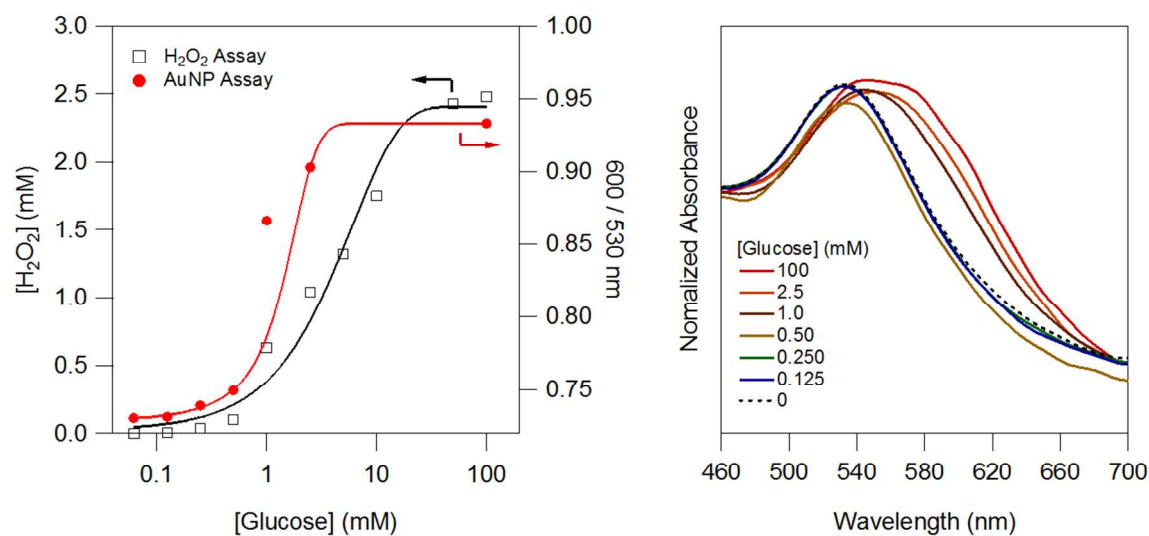 3.0
2.5
2.0
1.5
1.0
0.5
0.0
[H₂O₂] (mM)
H₂O₂ Assay
AuNP Assay
1.00
0.95
0.90
0.85
0.80
0.75
600 / 530 nm
0.1 1 10 100
[Glucose] (mM)
Nomalized Absorbance
[Glucose] (mM)
100
2.5
1.0
0.50
0.250
0.125
0
460 500 540 580 620 660 700
Wavelength (nm)